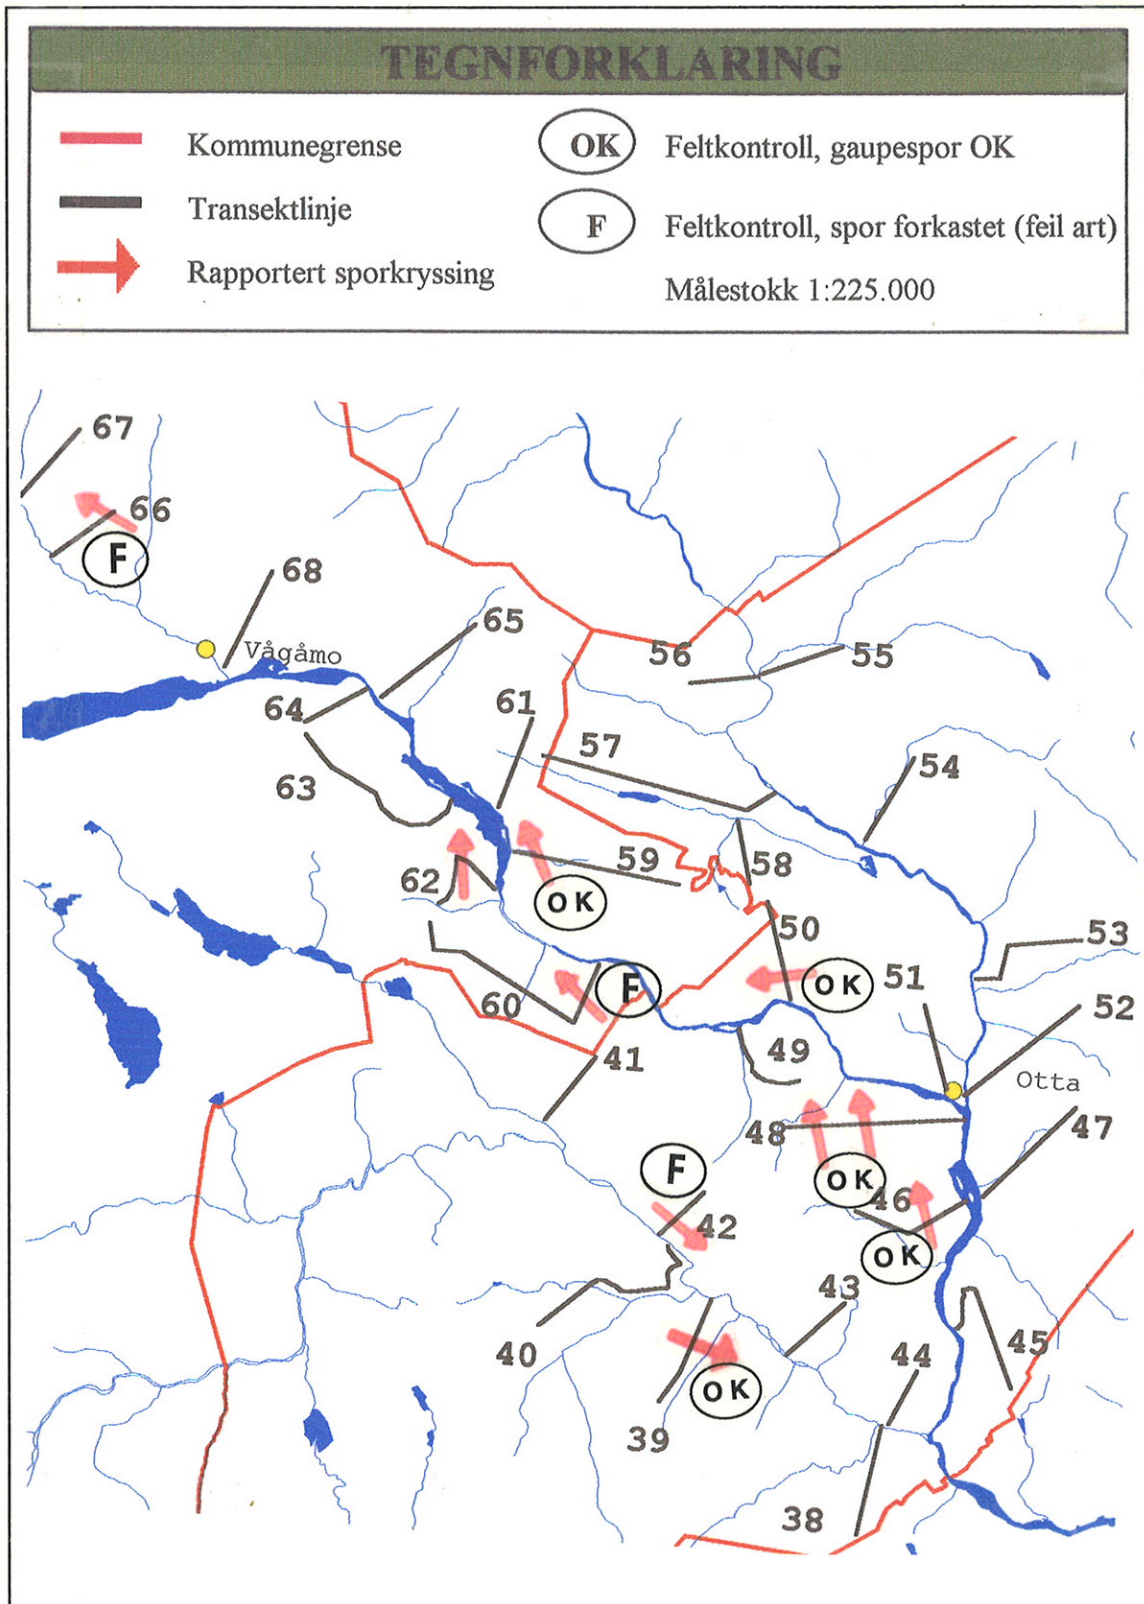 TEGNFORKLARING
Kommunegrense
Transektlinje
Rapportert sporkryssing
OK Feltkontroll, gaupespor OK
F Feltkontroll, spor forkastet (feil art)
Målestokk 1:225.000
67
66
F
68
65
Vågåmo
56
55
64
61
57
54
63
59
58
62
OK
50
53
F
OK
51
60
52
41
49
Otta
48
47
F
OK
46
42
OK
43
40
44
45
OK
39
38